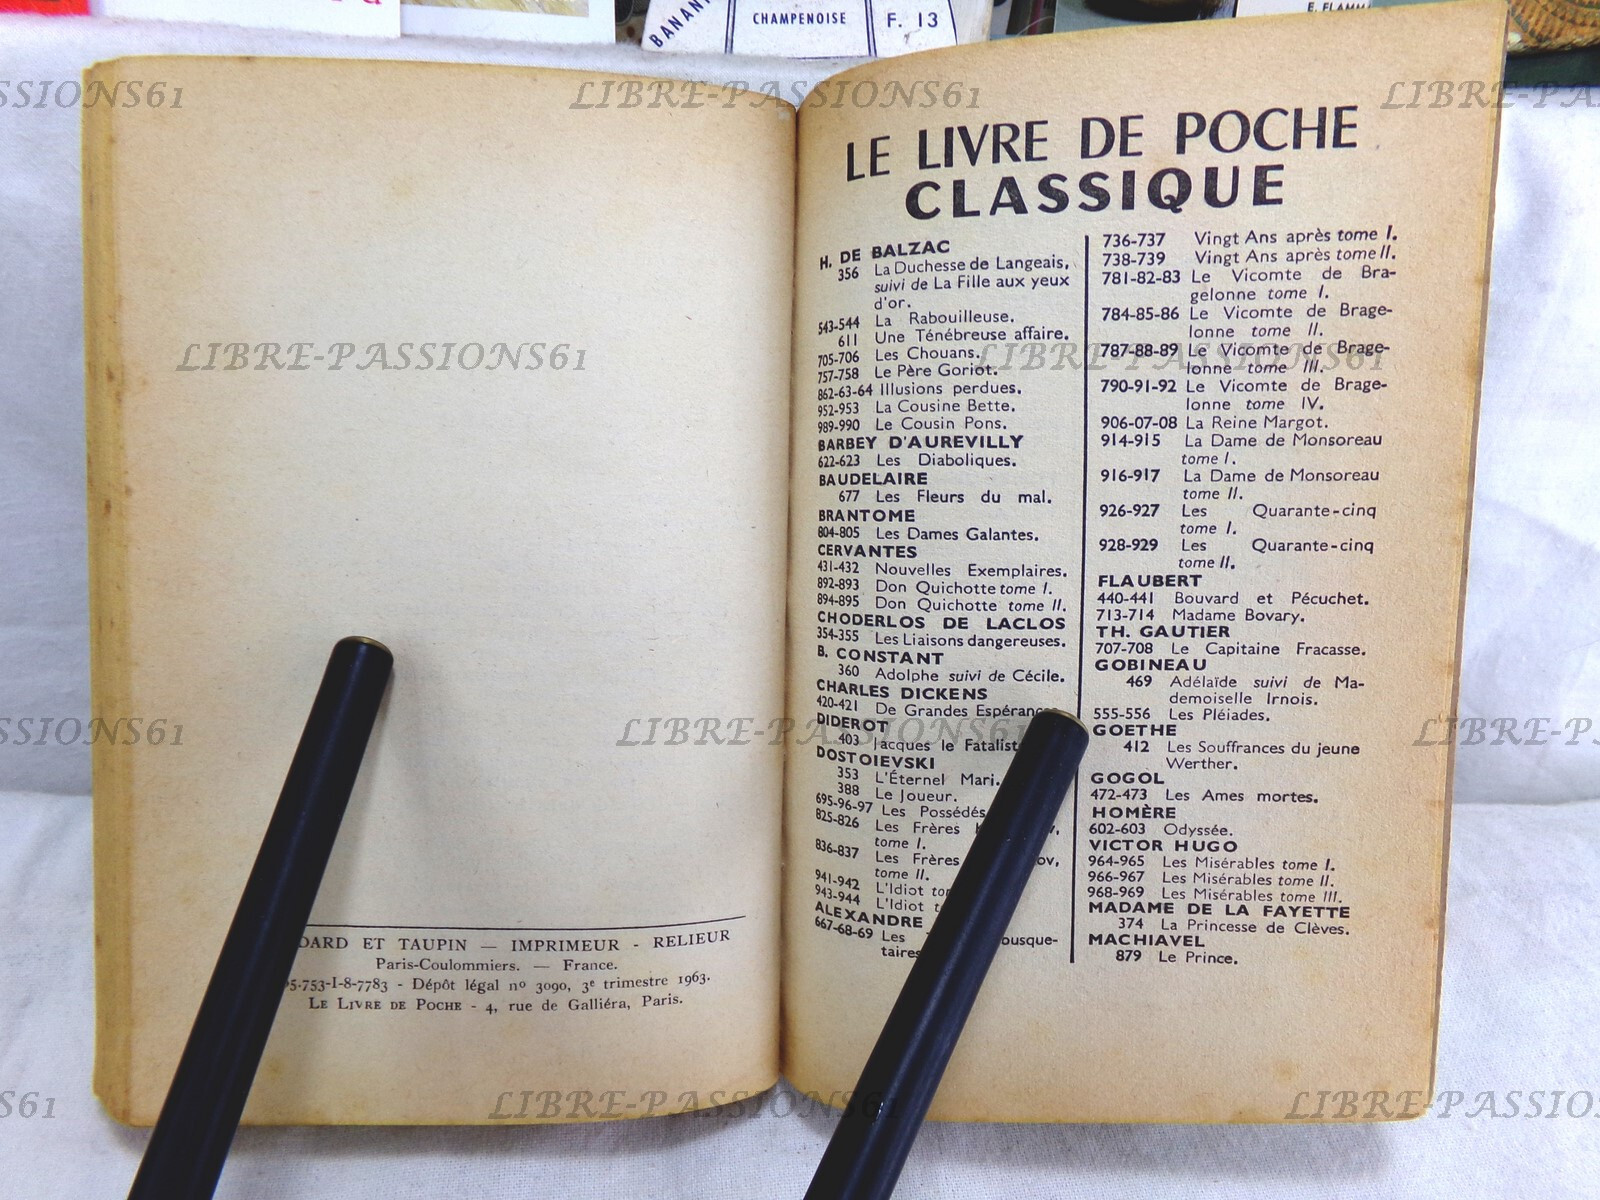 BANAN
CHAMPENOISE
F. 13
E. FLAMM
LIBRE-PASSIONS61
ET TAUPIN — IMPRIMEUR - RELIEUR
Paris-Coulommiers. — France.
5.753-I-8-7783 - Dépôt légal nº 3090, 3e trimestre 1963.
LE LIVRE DE POCHE - 4, rue de Galliéra, Paris.
LE LIVRE DE POCHE
CLASSIQUE
H. DE BALZAC
356 La Duchesse de Langeais,
suivi de La Fille aux yeux
d'or.
543-544 La Rabouilleuse.
611 Une Ténébreuse affaire.
705-706 Les Chouans.
757-758 Le Père Goriot.
862-63-64 Illusions perdues.
952-953 La Cousine Bette.
989-990 Le Cousin Pons.
BARBEY D'AUREVILLY
622-623 Les Diaboliques.
BAUDELAIRE
677 Les Fleurs du mal.
BRANTOME
804-805 Les Dames Galantes.
CERVANTES
431-432 Nouvelles Exemplaires.
892-893 Don Quichotte tome I.
894-895 Don Quichotte tome II.
CHODERLOS DE LACLOS
354-355 Les Liaisons dangereuses.
B. CONSTANT
360 Adolphe suivi de Cécile.
CHARLES DICKENS
420-421 De Grandes Espérances
DIDEROT
403 Jacques le Fataliste
DOSTOIEVSKI
353 L'Éternel Mari.
388 Le Joueur.
695-96-97 Les Possédés
825-826 Les Frères
tome I.
836-837 Les Frères
tome II.
941-942 L'Idiot
943-944 L'Idiot
ALEXANDRE
667-68-69 Les ousque-
taires
736-737 Vingt Ans après tome I.
738-739 Vingt Ans après tome II.
781-82-83 Le Vicomte de Bra-
gelonne tome I.
784-85-86 Le Vicomte de Brage-
lonne tome II.
787-88-89 Le Vicomte de Brage-
lonne tome III.
790-91-92 Le Vicomte de Brage-
lonne tome IV.
906-07-08 La Reine Margot.
914-915 La Dame de Monsoreau
tome I.
916-917 La Dame de Monsoreau
tome II.
926-927 Les Quarante-cinq
tome I.
928-929 Les Quarante-cinq
tome II.
FLAUBERT
440-441 Bouvard et Pécuchet.
713-714 Madame Bovary.
TH. GAUTIER
707-708 Le Capitaine Fracasse.
GOBINEAU
469 Adélaïde suivi de Ma-
demoiselle Irnois.
555-556 Les Pléiades.
GOETHE
412 Les Souffrances du jeune
Werther.
GOGOL
472-473 Les Ames mortes.
HOMÈRE
602-603 Odyssée.
VICTOR HUGO
964-965 Les Misérables tome I.
966-967 Les Misérables tome II.
968-969 Les Misérables tome III.
MADAME DE LA FAYETTE
374 La Princesse de Clèves.
MACHIAVEL
879 Le Prince.